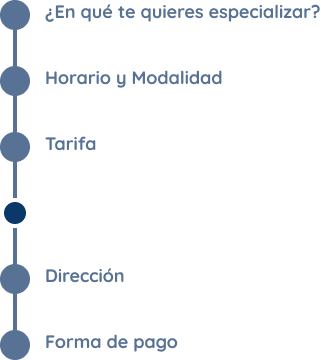 ¿En qué te quieres especializar?
Horario y Modalidad
Tarifa
Dirección
Forma de pago